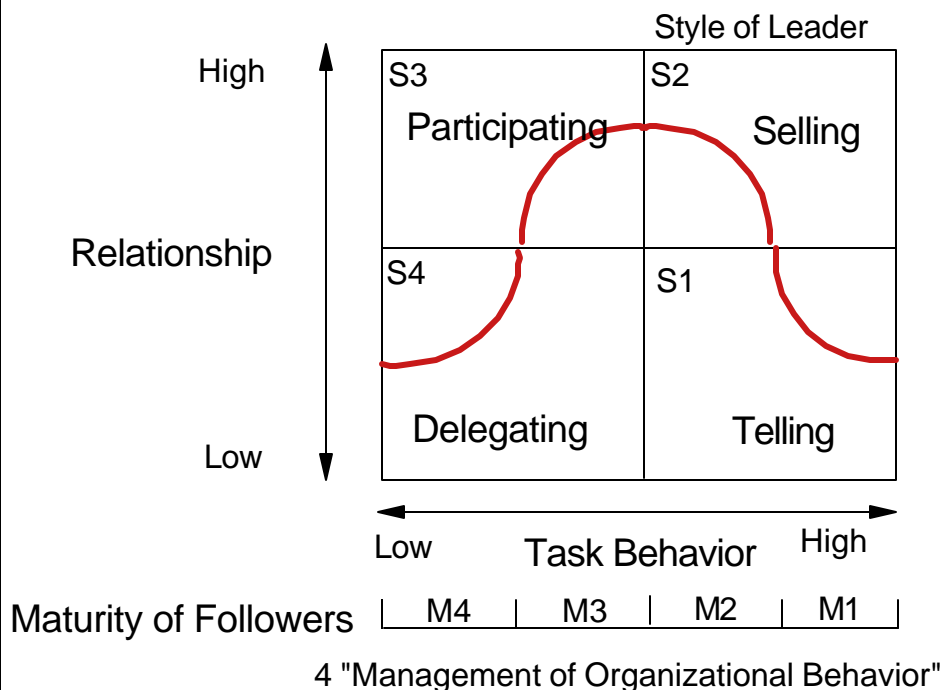 Style of Leader
High
S3
S2
Participating
Selling
Relationship
S4
S1
Delegating
Telling
Low
Low
Task Behavior
High
Maturity of Followers
M4
M3
M2
M1
4 "Management of Organizational Behavior"